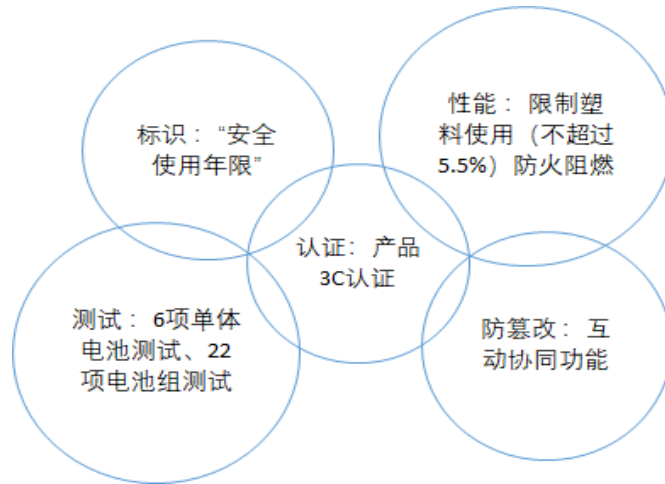 标识：“安全
使用年限”
性能：限制塑
料使用（不超过
5.5%）防火阻燃
认证：产品
3C认证
测试：6项单体
电池测试、22
项电池组测试
防篡改：互
动协同功能